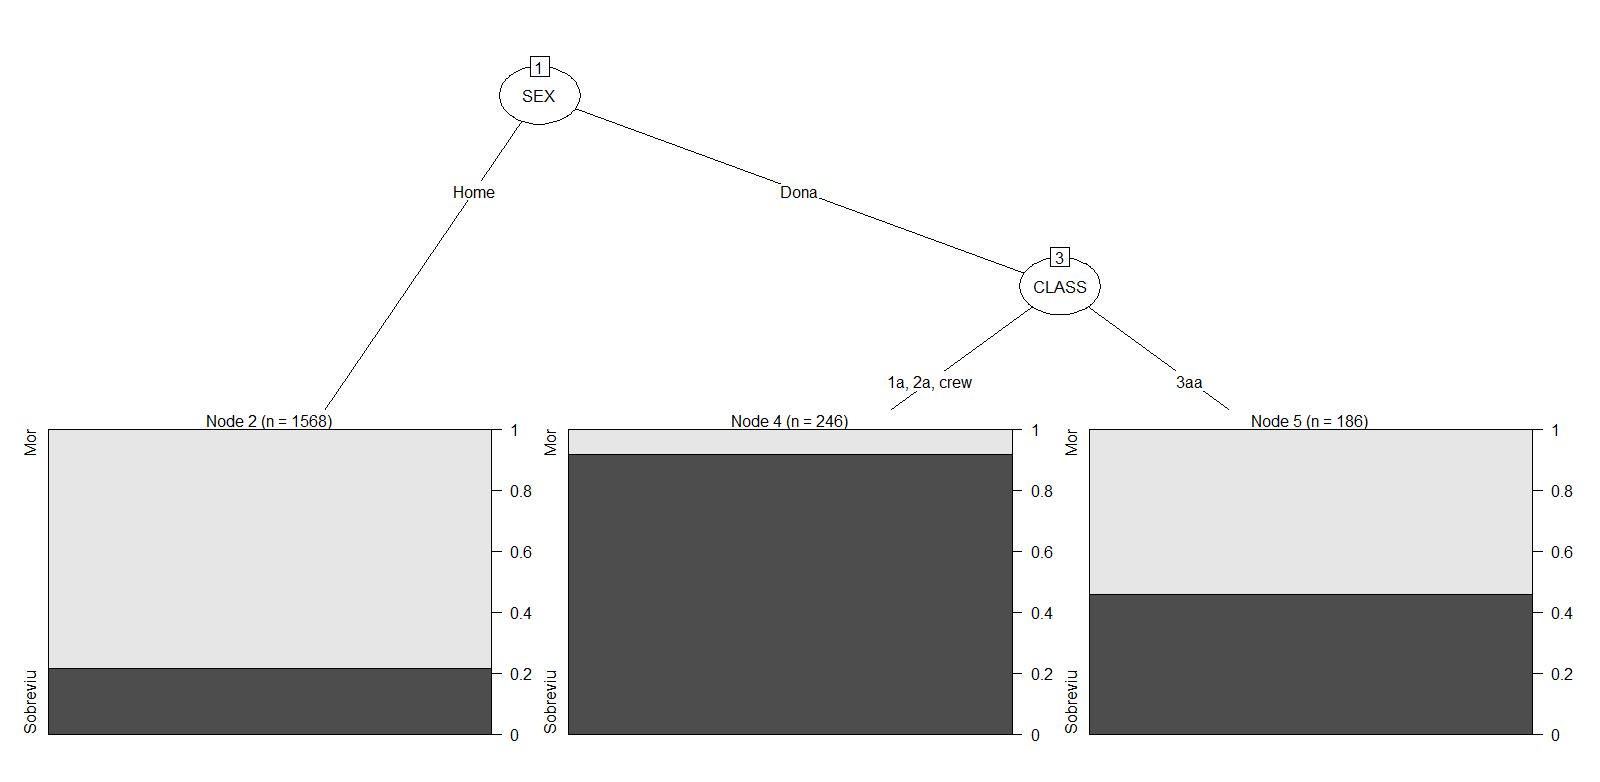 1
SEX
Home
Dona
3
CLASS
1a, 2a, crew
3aa
Node 2 (n = 1568)
Mor
Sobreviu
1
0.8
0.6
0.4
0.2
0
Node 4 (n = 246)
Mor
Sobreviu
1
0.8
0.6
0.4
0.2
0
Node 5 (n = 186)
Mor
Sobreviu
1
0.8
0.6
0.4
0.2
0